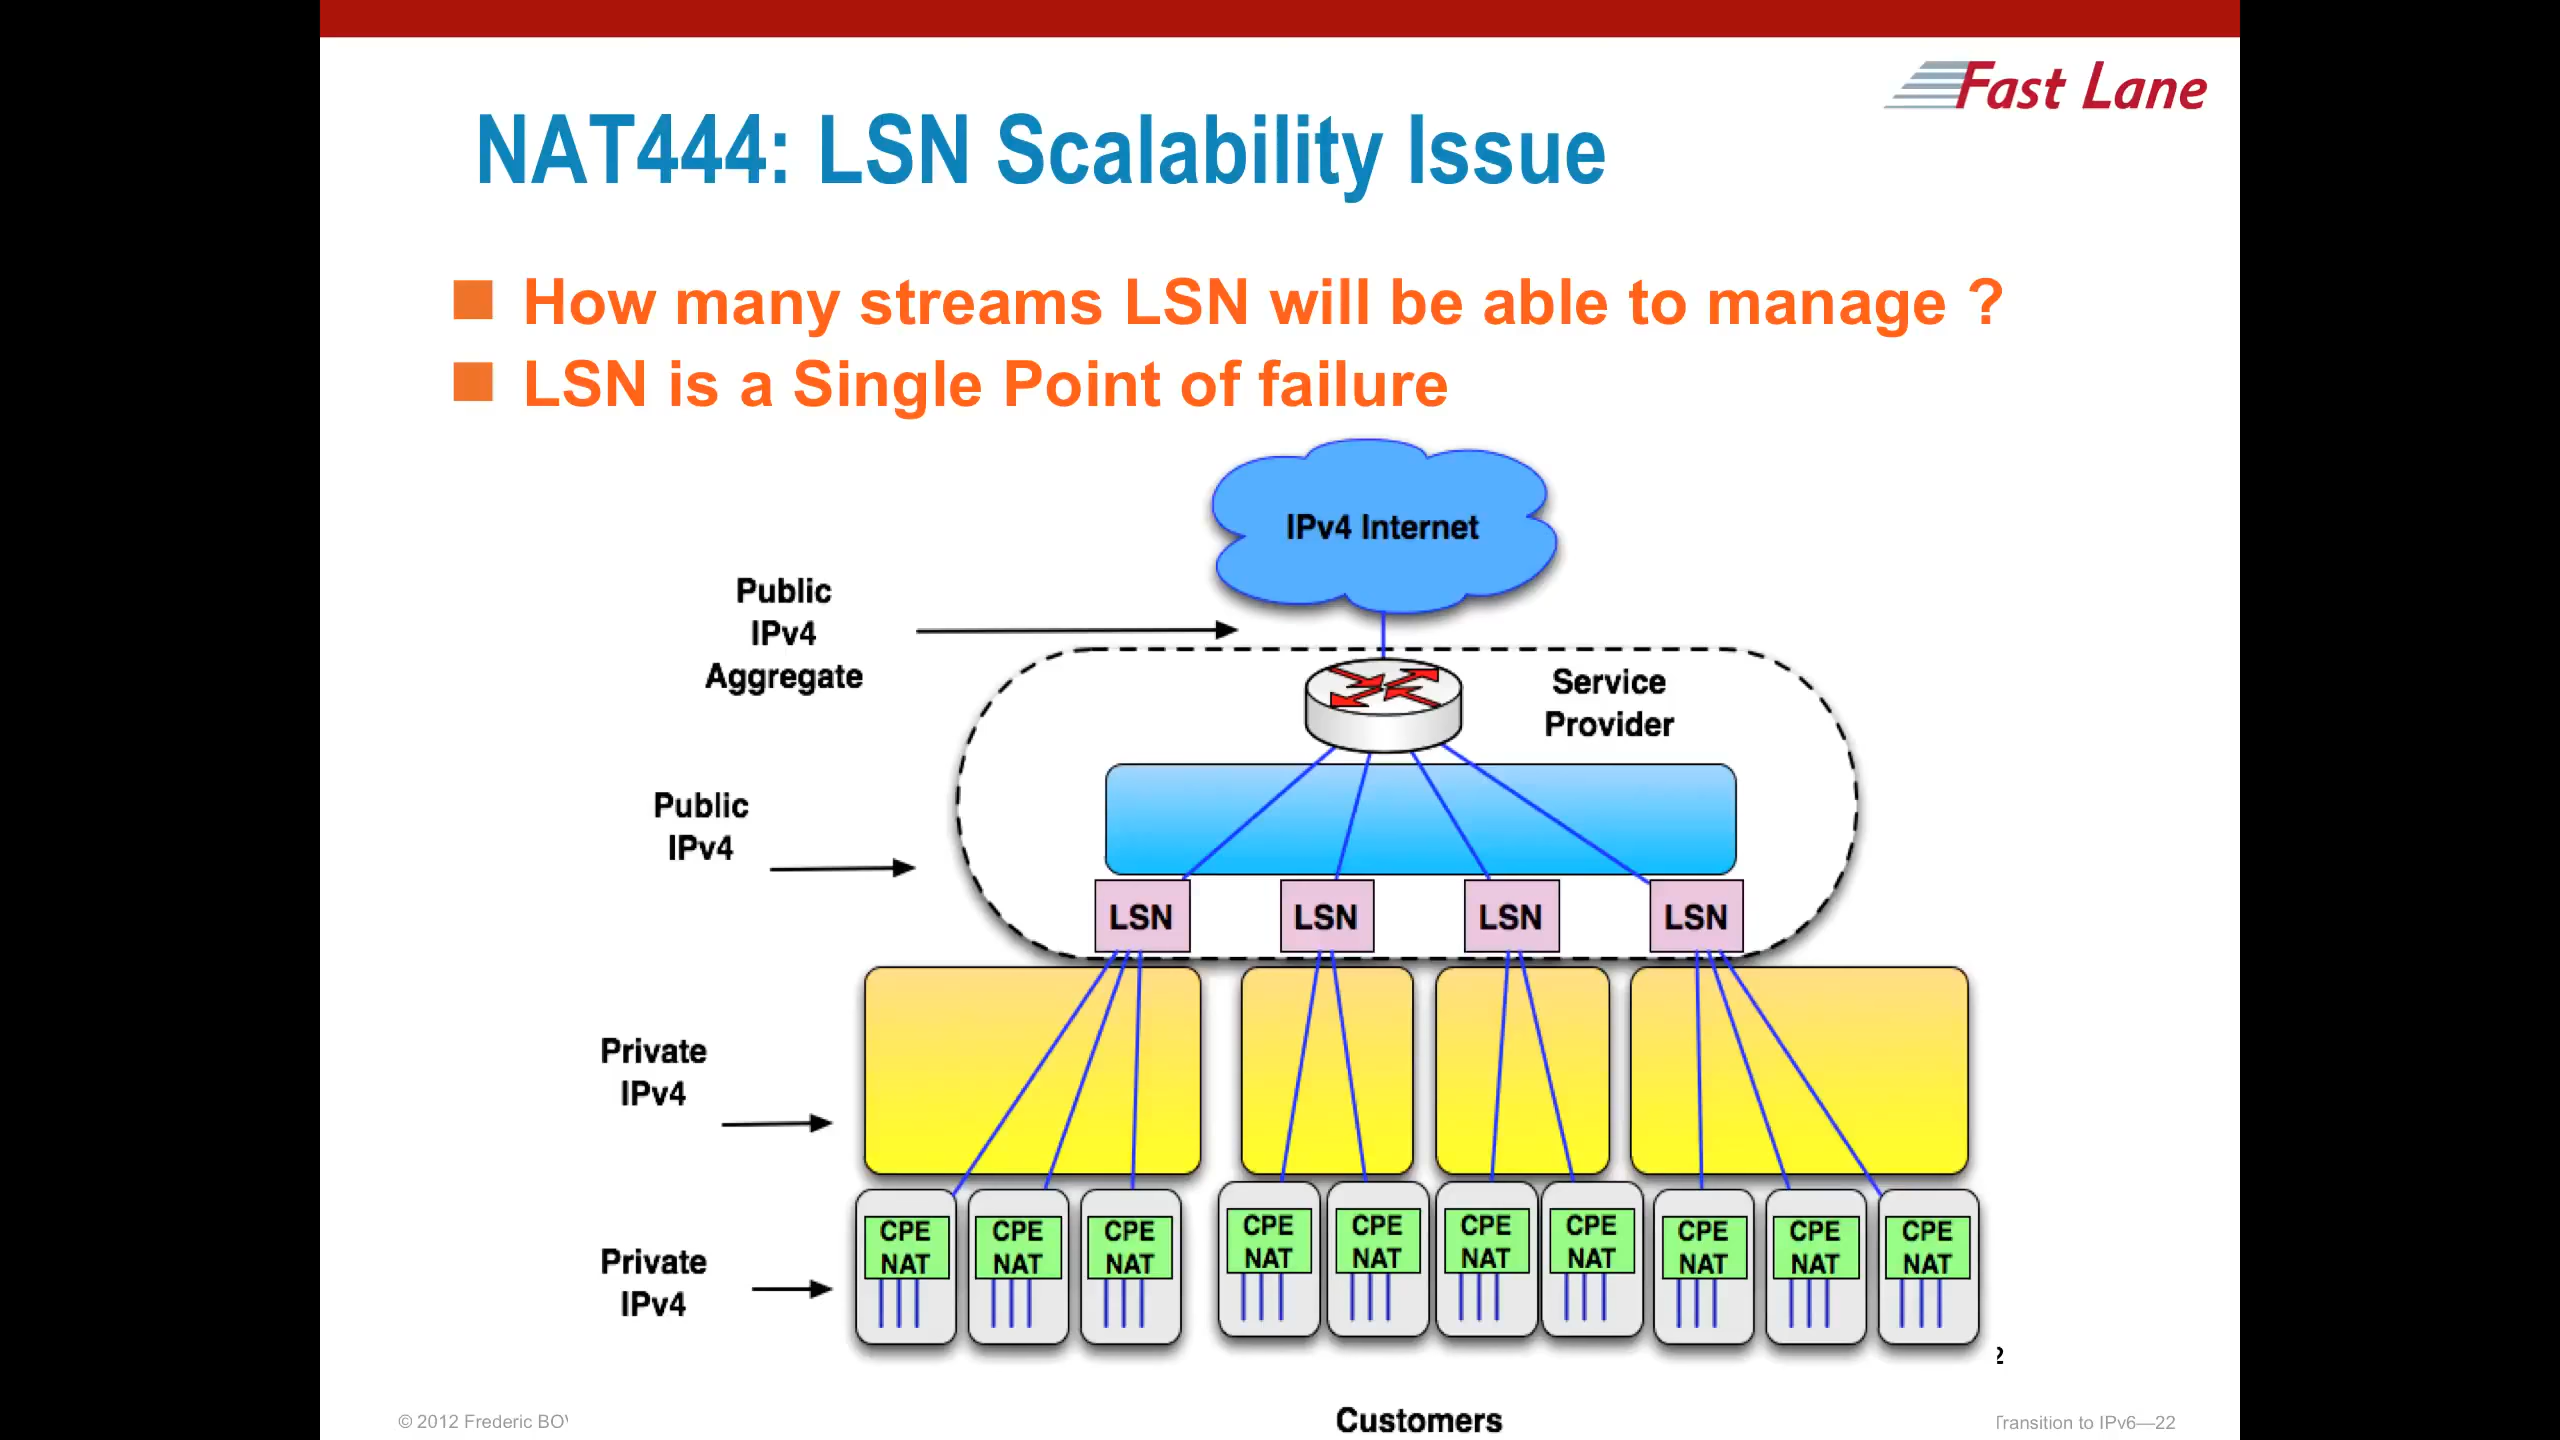 Fast Lane
NAT444: LSN Scalability Issue
How many streams LSN will be able to manage ?
LSN is a Single Point of failure
IPv4 Internet
Public
IPv4
Aggregate
Service
Provider
Public
IPv4
LSN LSN LSN LSN
Private
IPv4
CPE NAT CPE NAT CPE NAT CPE NAT CPE NAT CPE NAT CPE NAT CPE NAT CPE NAT CPE NAT
Private
IPv4
2
Customers
© 2012 Frederic
Transition to IPv6—22